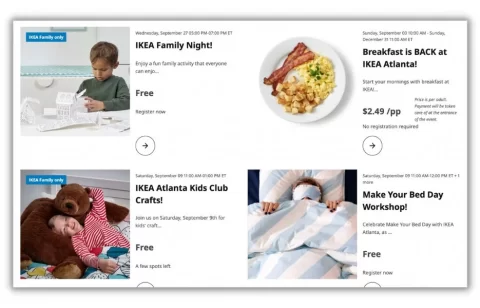 IKEA Family only
Wednesday, September 27 05:00 PM-07:00 PM ET
IKEA Family Night!
Enjoy a fun family activity that everyone
can enjo...
Free
Register now
Sunday, September 03 10:00 AM - Sunday,
December 31 11:00 AM ET
Breakfast is BACK at
IKEA Atlanta!
Start your mornings with breakfast at
IKEA!...
$2.49 /pp
Price is per adult.
Payment will be taken
care of at the entrance
of the event.
No registration required
IKEA Family only
Saturday, September 09 11:00 AM-01:00 PM ET
IKEA Atlanta Kids Club
Crafts!
Join us on Saturday, September 9th for
kids' craft...
Free
A few spots left
Saturday, September 09 11:00 AM-12:00 PM ET + 1
more
Make Your Bed Day
Workshop!
Celebrate Make Your Bed Day with IKEA
Atlanta, as ...
Free
Register now